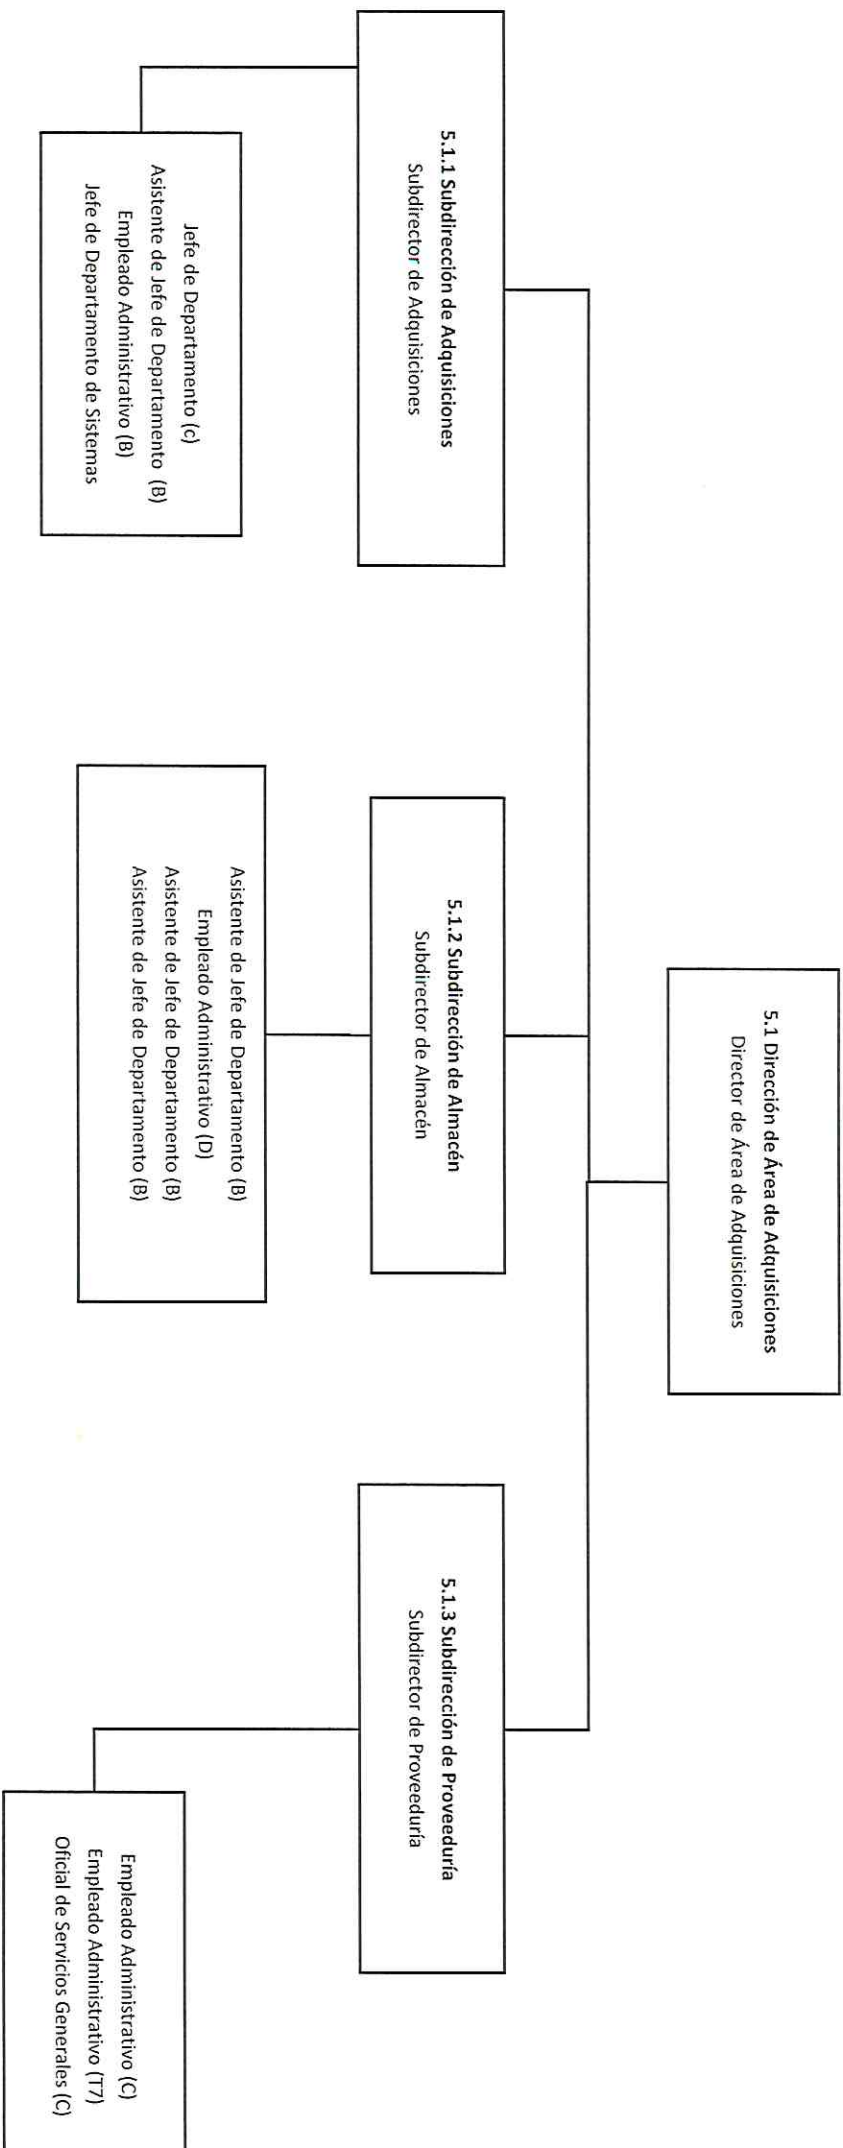 5.1 Dirección de Área de Adquisiciones
Director de Área de Adquisiciones
5.1.1 Subdirección de Adquisiciones
Subdirector de Adquisiciones
Jefe de Departamento (c)
Asistente de Jefe de Departamento (B)
Empleado Administrativo (B)
Jefe de Departamento de Sistemas
5.1.2 Subdirección de Almacén
Subdirector de Almacén
Asistente de Jefe de Departamento (B)
Empleado Administrativo (D)
Asistente de Jefe de Departamento (B)
Asistente de Jefe de Departamento (B)
5.1.3 Subdirección de Proveeduría
Subdirector de Proveeduría
Empleado Administrativo (C)
Empleado Administrativo (T7)
Oficial de Servicios Generales (C)